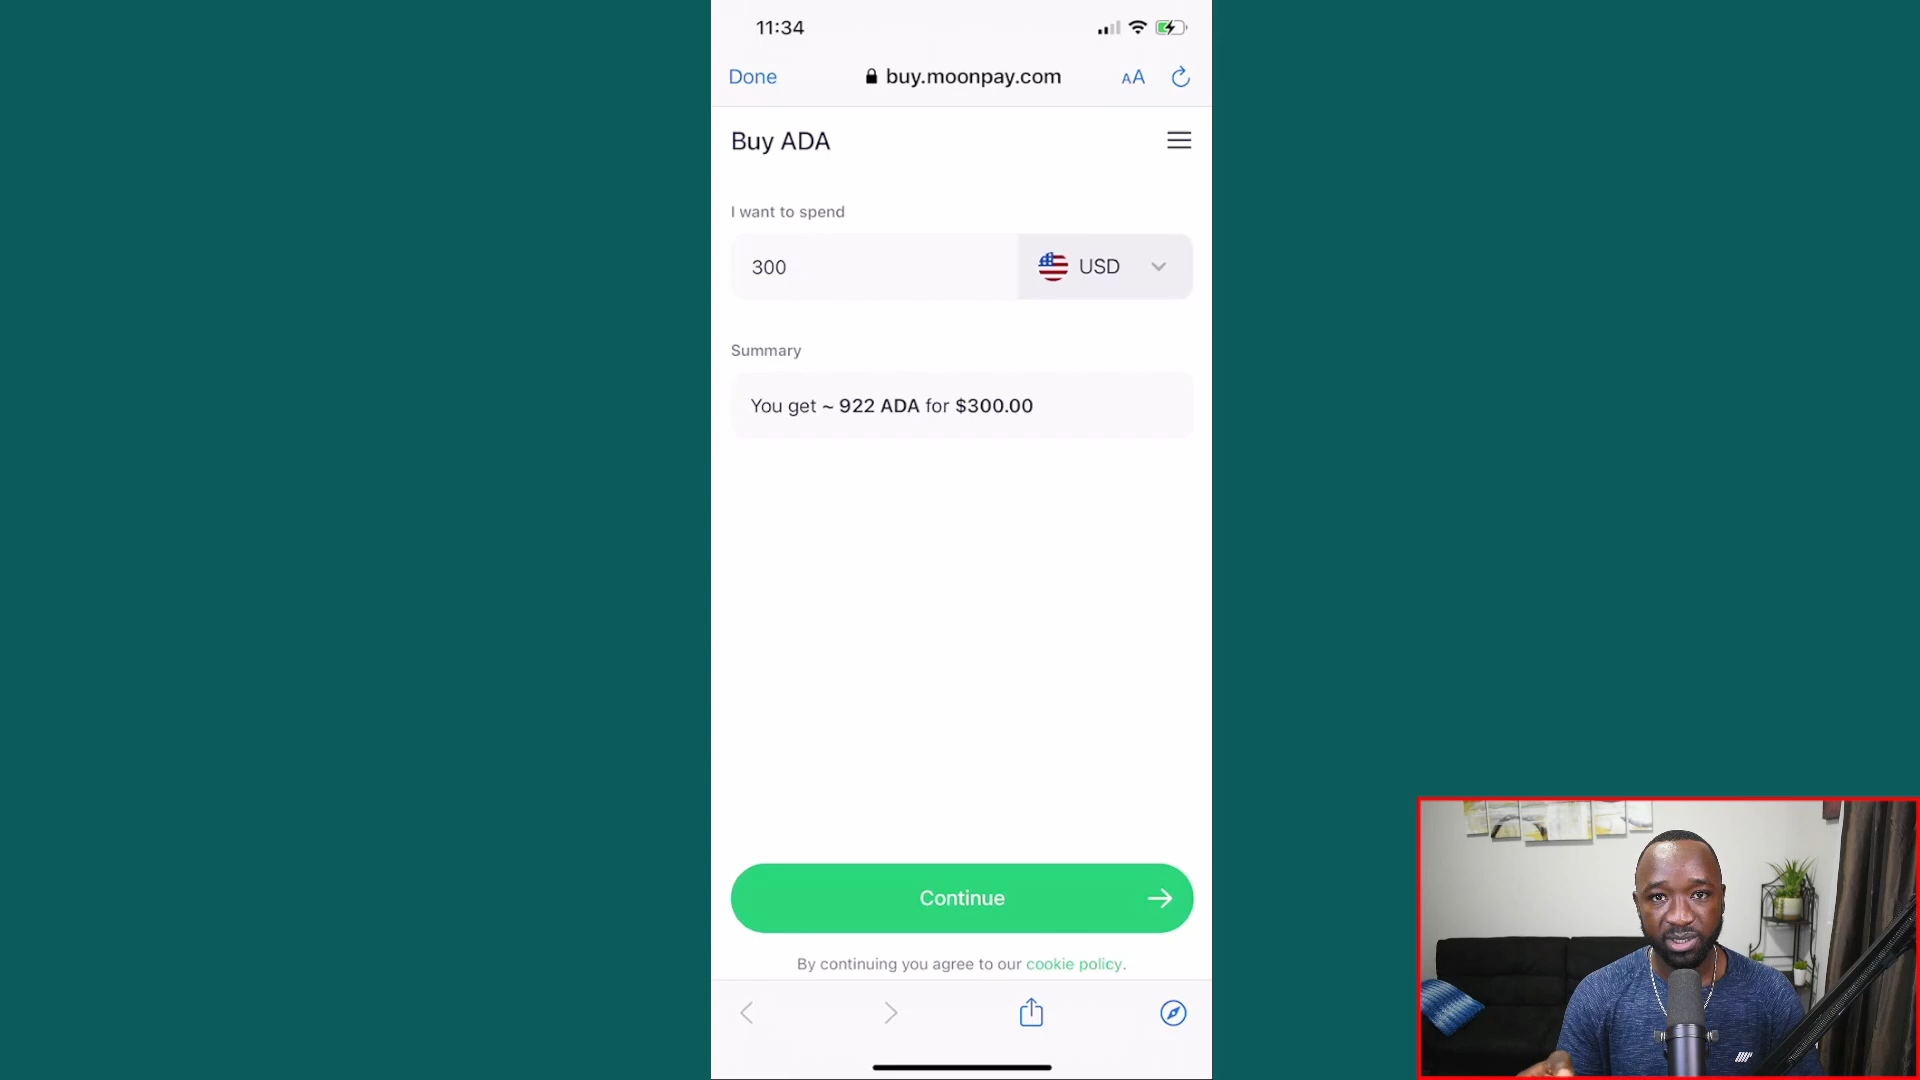 11:34
Done
buy.moonpay.com
AA
Buy ADA
I want to spend
300
USD
Summary
You get ~ 922 ADA for $300.00
Continue
By continuing you agree to our cookie policy.